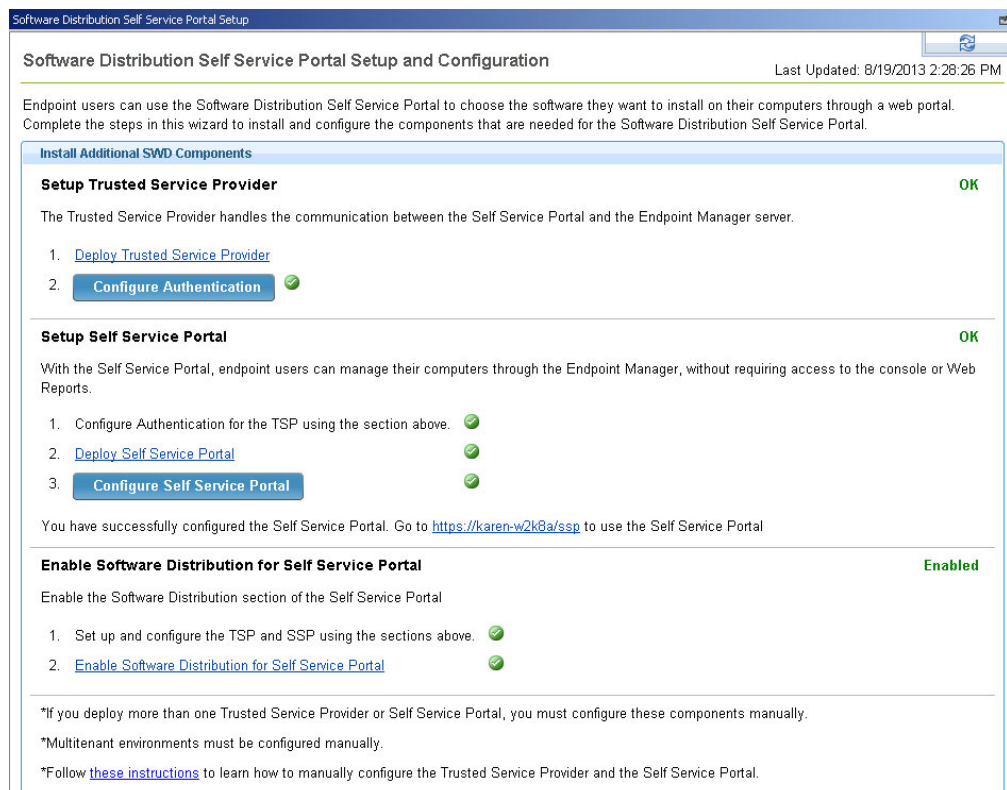 Software Distribution Self Service Portal Setup
Software Distribution Self Service Portal Setup and Configuration
Last Updated: 8/19/2013 2:28:26 PM
Endpoint users can use the Software Distribution Self Service Portal to choose the software they want to install on their computers through a web portal.
Complete the steps in this wizard to install and configure the components that are needed for the Software Distribution Self Service Portal.
Install Additional SWD Components
Setup Trusted Service Provider OK
The Trusted Service Provider handles the communication between the Self Service Portal and the Endpoint Manager server.
1. Deploy Trusted Service Provider
2. Configure Authentication
Setup Self Service Portal OK
With the Self Service Portal, endpoint users can manage their computers through the Endpoint Manager, without requiring access to the console or Web
Reports.
1. Configure Authentication for the TSP using the section above.
2. Deploy Self Service Portal
3. Configure Self Service Portal
You have successfully configured the Self Service Portal. Go to https://karen-w2k8a/ssp to use the Self Service Portal
Enable Software Distribution for Self Service Portal Enabled
Enable the Software Distribution section of the Self Service Portal
1. Set up and configure the TSP and SSP using the sections above.
2. Enable Software Distribution for Self Service Portal
*If you deploy more than one Trusted Service Provider or Self Service Portal, you must configure these components manually.
*Multitenant environments must be configured manually.
*Follow these instructions to learn how to manually configure the Trusted Service Provider and the Self Service Portal.